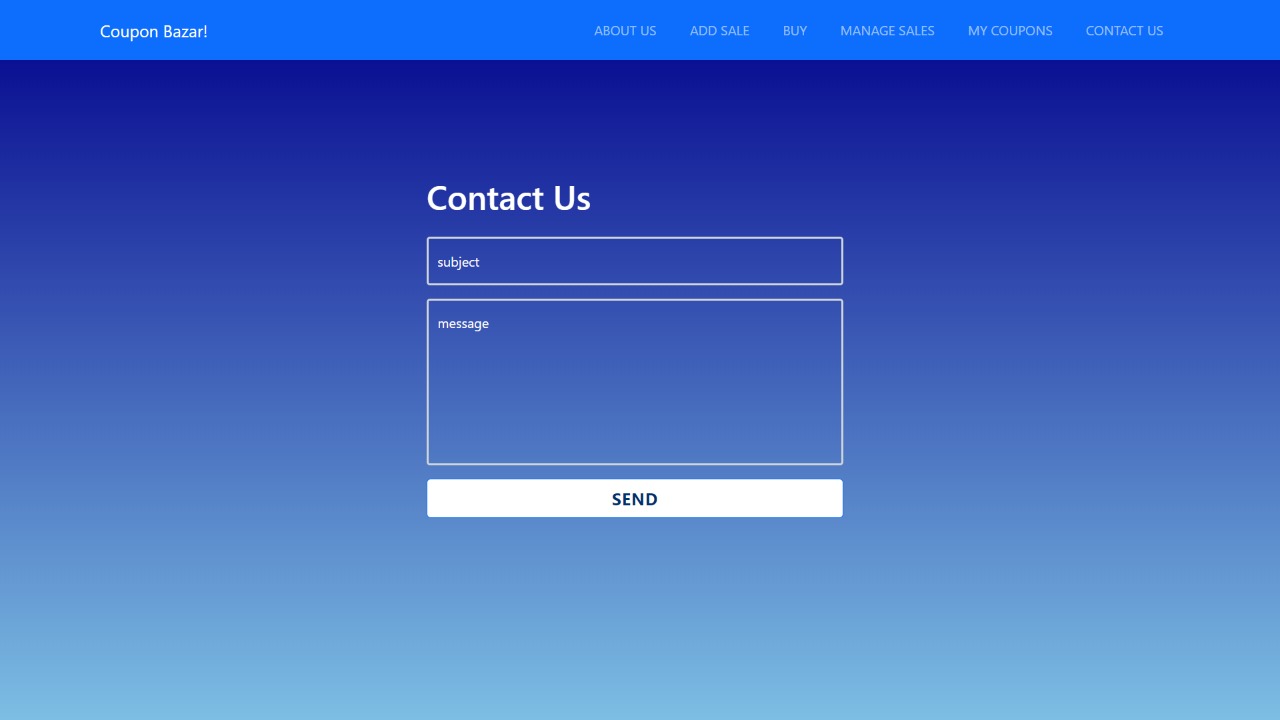 Coupon Bazar!
ABOUT US ADD SALE BUY MANAGE SALES MY COUPONS CONTACT US
Contact Us
subject
message
SEND